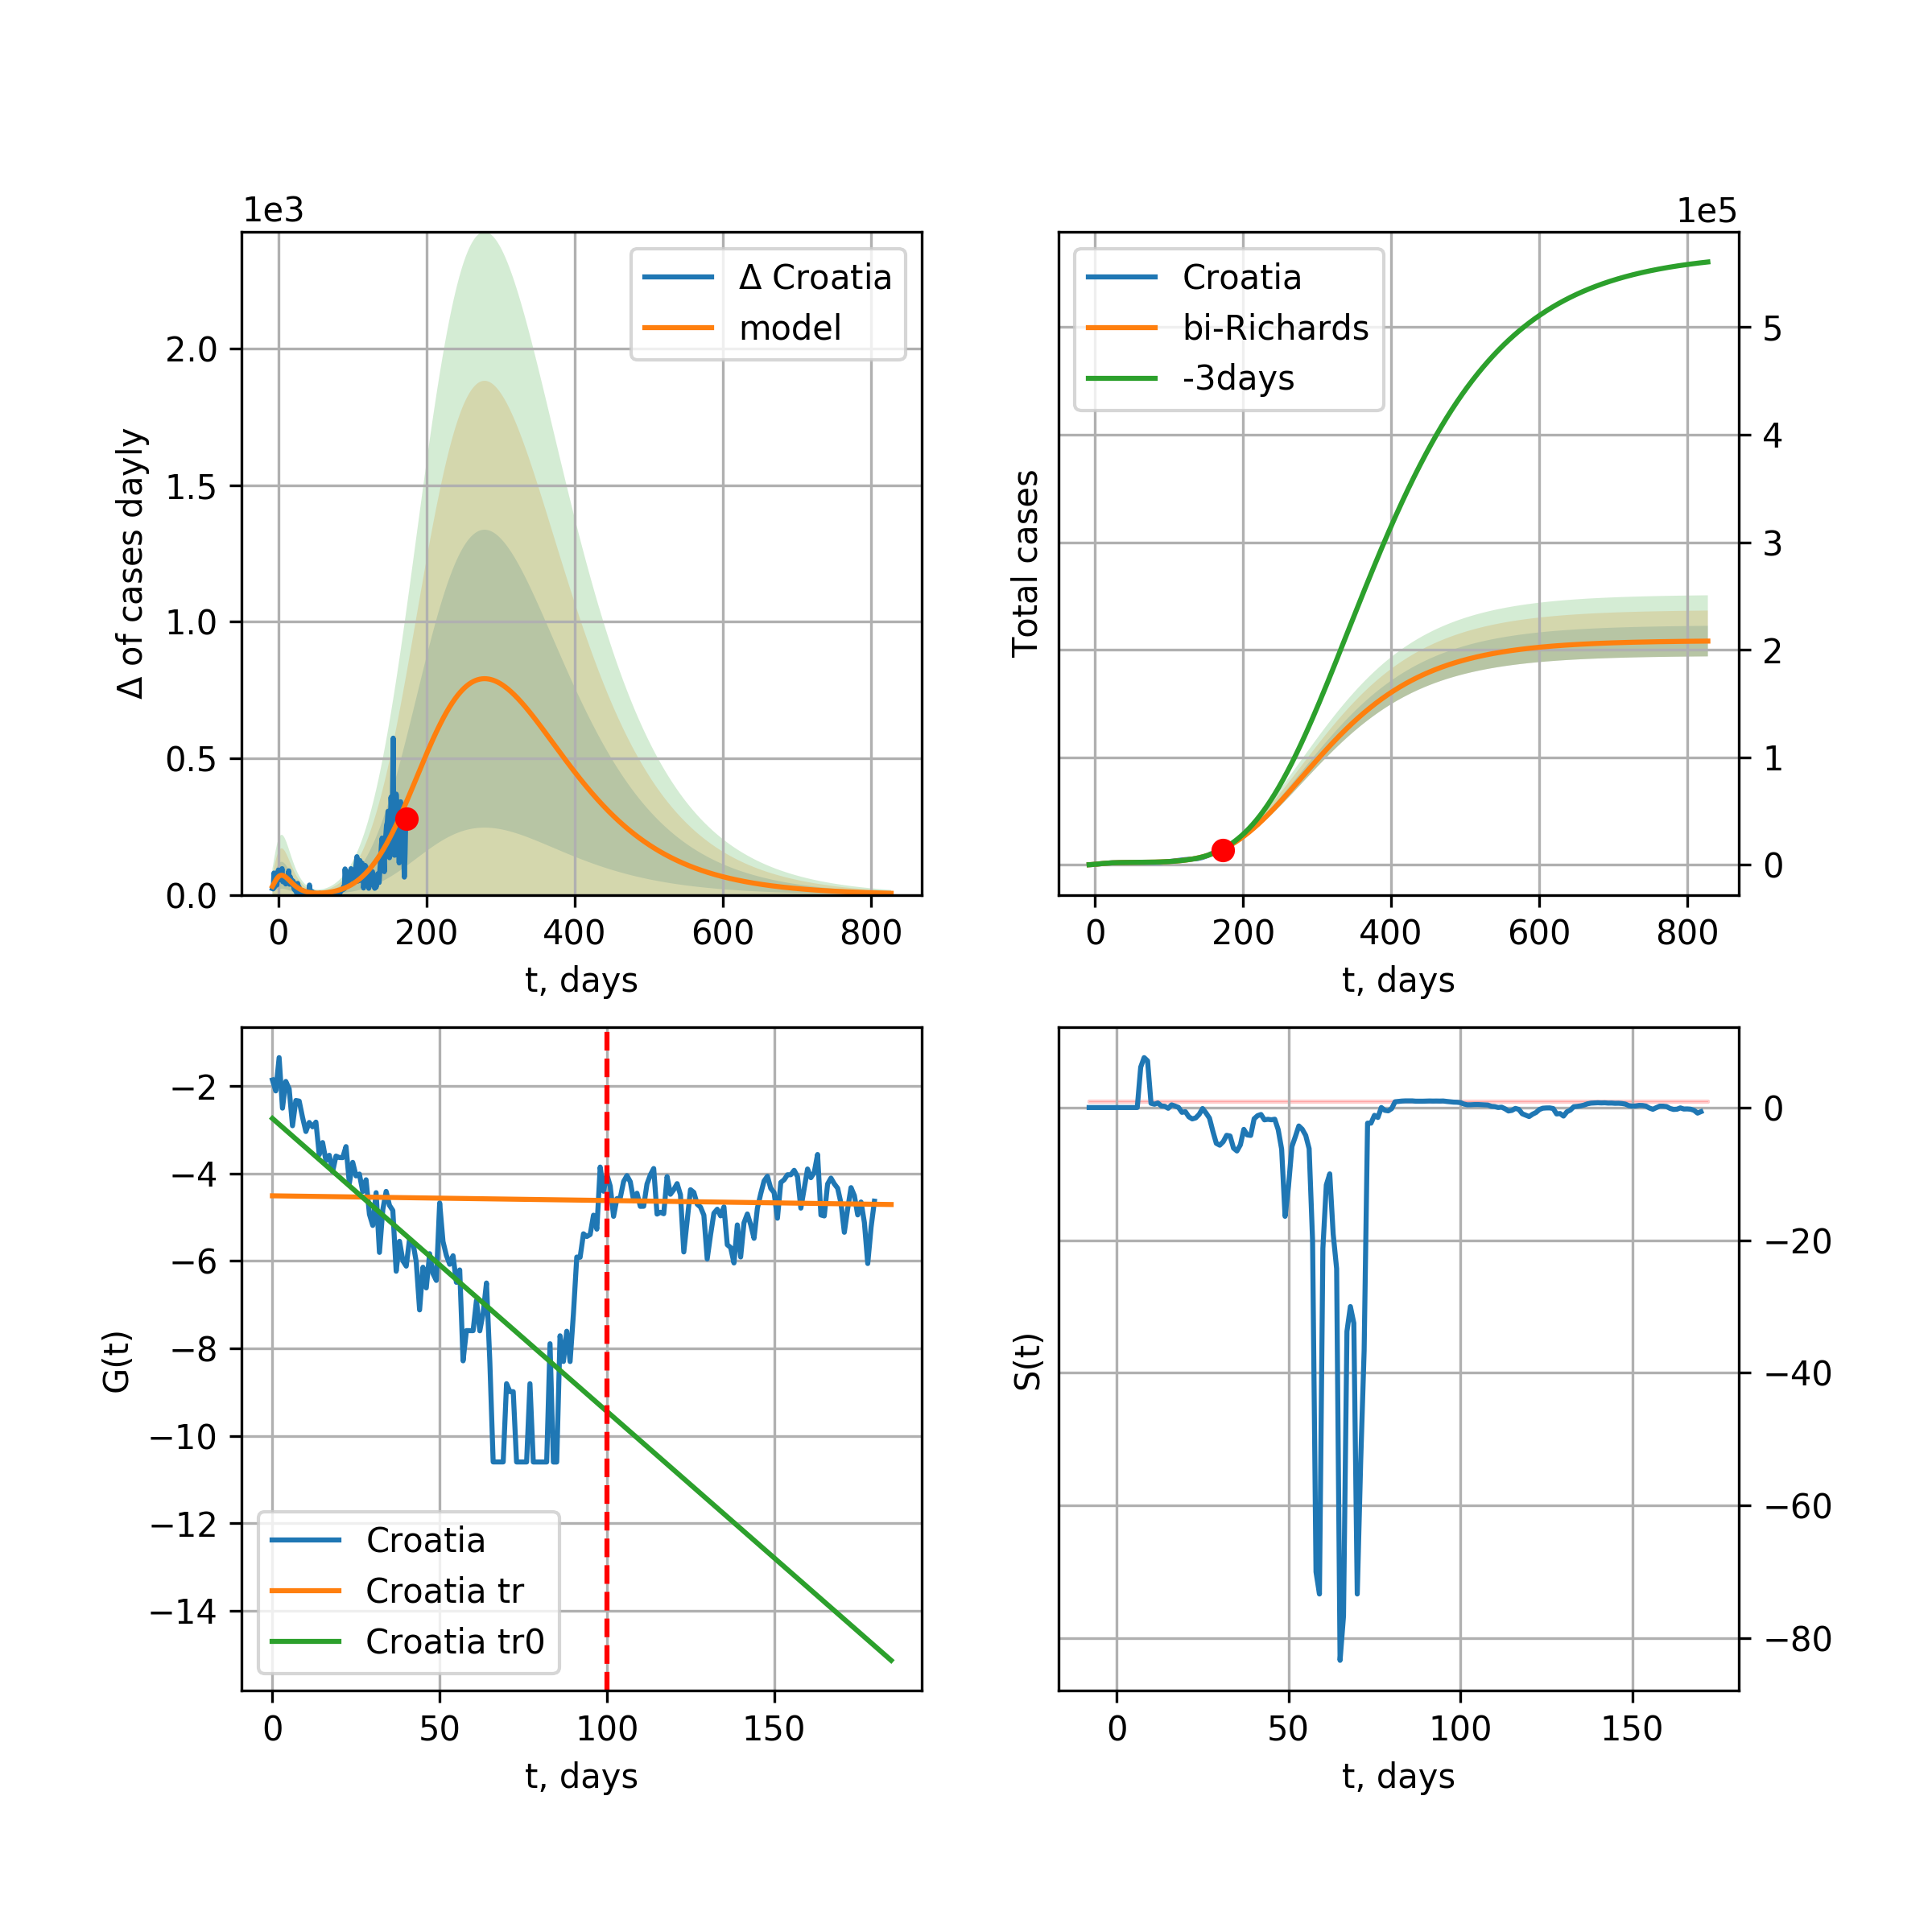 1e3
Δ Croatia
model
2.0
1.5
1.0
0.5
0.0
Δ of cases dayly
0 200 400 600 800
t, days
1e5
Croatia
bi-Richards
-3days
5
4
3
2
1
0
Total cases
0 200 400 600 800
t, days
−2
−4
−6
−8
−10
−12
−14
G(t)
Croatia
Croatia tr
Croatia tr0
0 50 100 150
t, days
0
−20
−40
−60
−80
S(t)
0 50 100 150
t, days